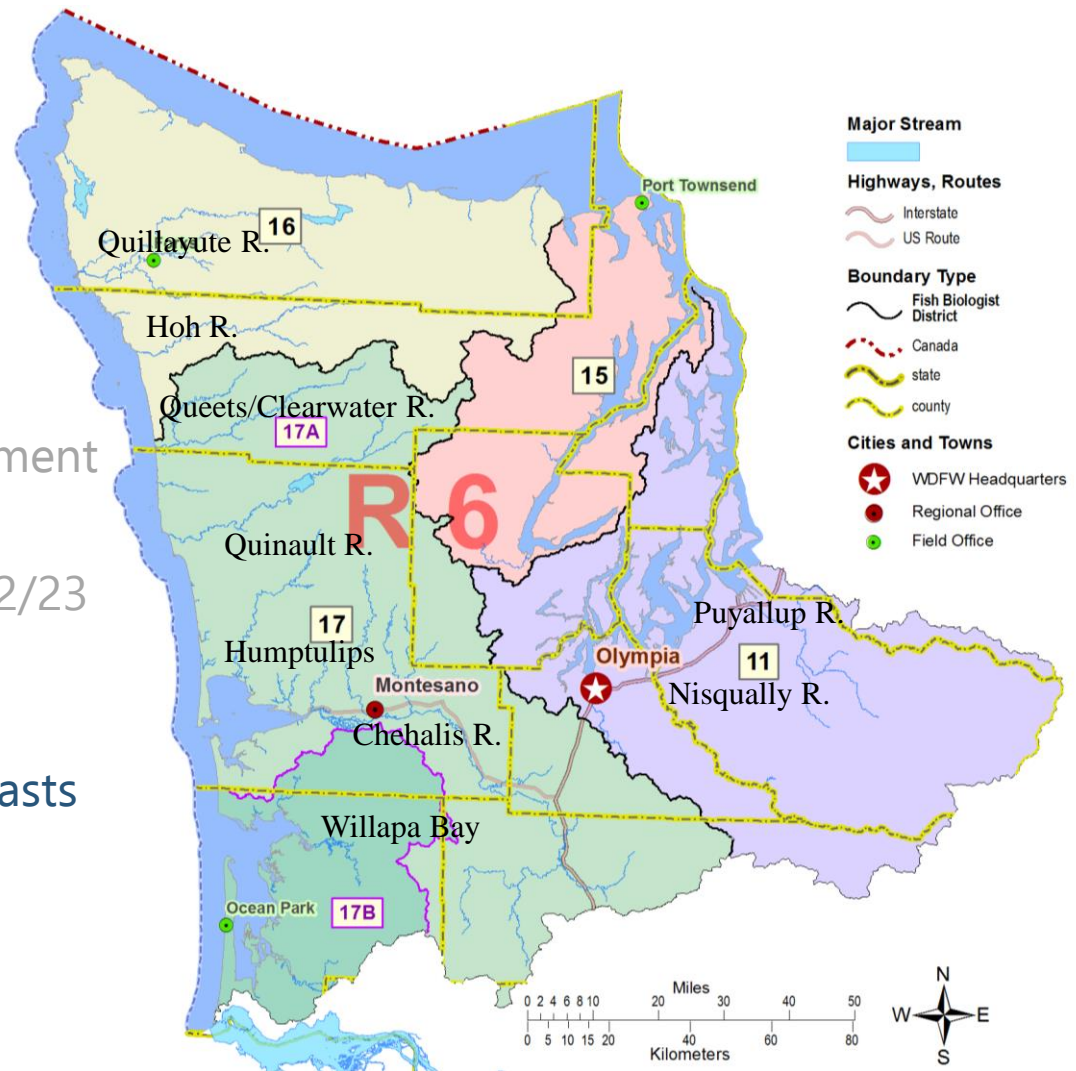 Port Townsend
16
Quillayute R.
Hoh R.
15
Queets/Clearwater R.
17A
R 6
Quinault R.
17
Humptulips
Montesano
Chehalis R.
Olympia
Puyallup R.
11
Nisqually R.
Willapa Bay
17B
Ocean Park
ment
2/23
asts
Major Stream
Highways, Routes
Interstate
US Route
Boundary Type
Fish Biologist
District
Canada
state
county
Cities and Towns
WDFW Headquarters
Regional Office
Field Office
Miles
0 2 4 6 8 10 20 30 40 50
0 5 10 15 20 40 60 80
Kilometers
N
W E
S